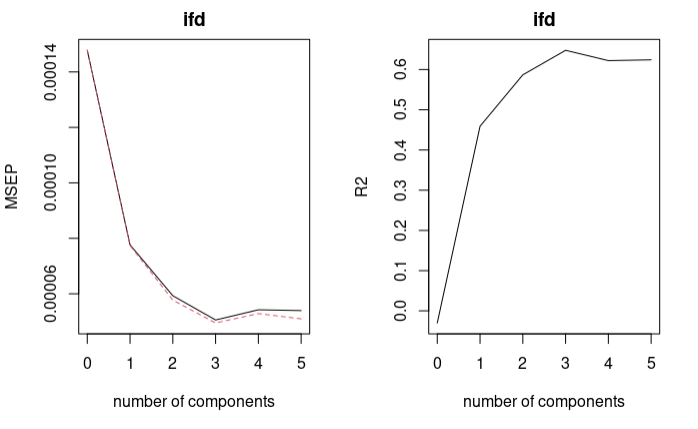 ifd
MSEP
0.00014
0.00010
0.00006
0 1 2 3 4 5
number of components
ifd
R2
0.6
0.5
0.4
0.3
0.2
0.1
0.0
0 1 2 3 4 5
number of components